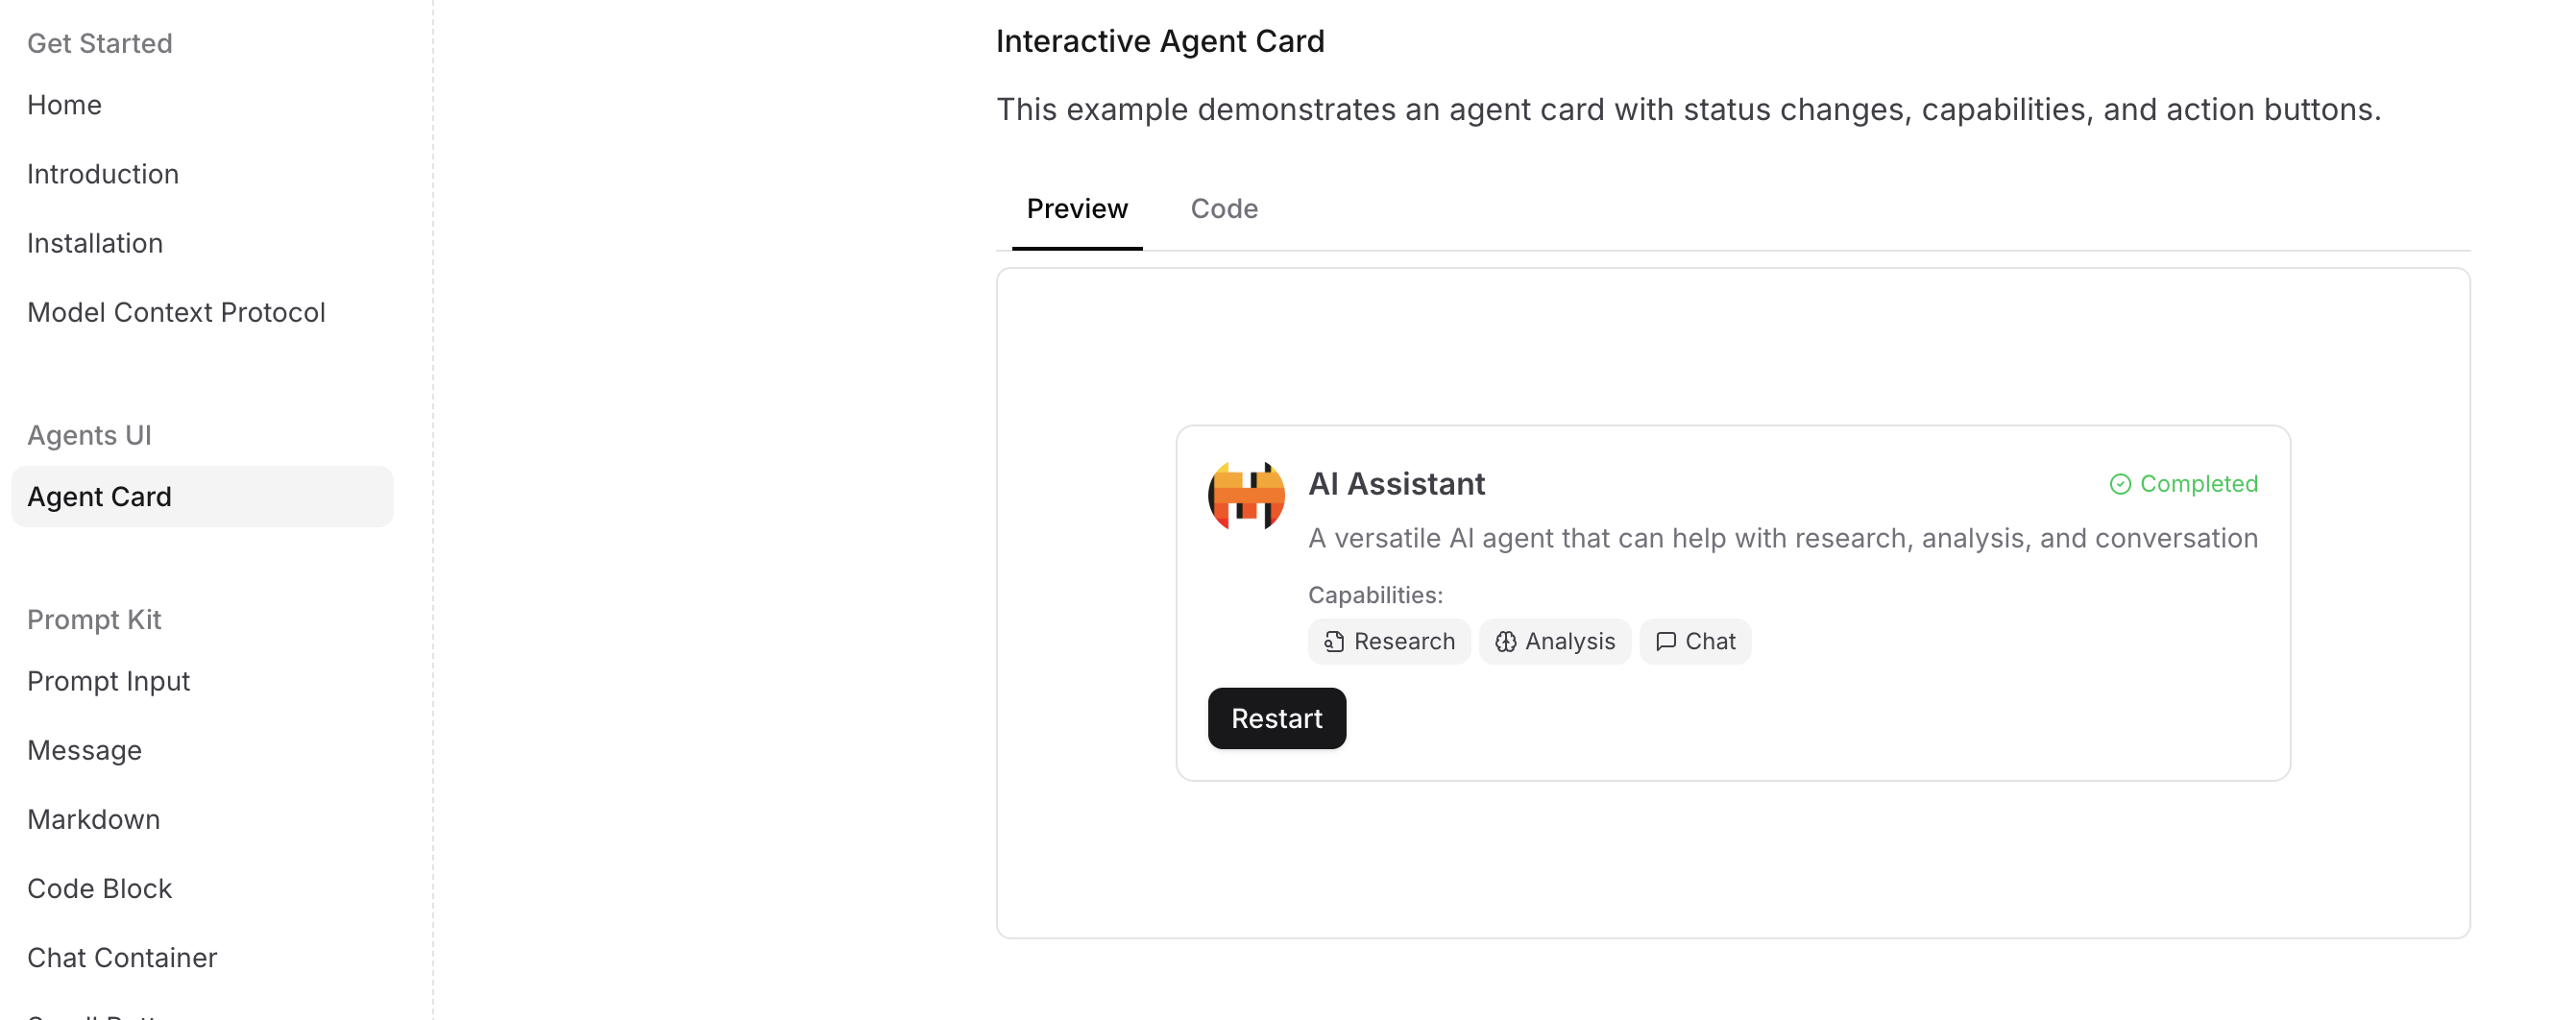 Get Started
Home
Introduction
Installation
Model Context Protocol
Agents UI
Agent Card
Prompt Kit
Prompt Input
Message
Markdown
Code Block
Chat Container
Interactive Agent Card
This example demonstrates an agent card with status changes, capabilities, and action buttons.
Preview Code
AI Assistant Completed
A versatile AI agent that can help with research, analysis, and conversation
Capabilities:
Research Analysis Chat
Restart